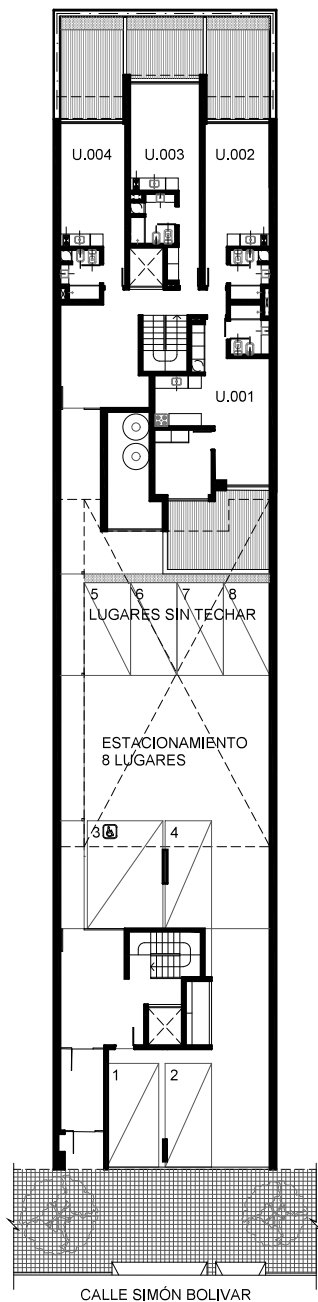 U.004
U.003
U.002
U.001
5
6
7
8
LUGARES SIN TECHAR
ESTACIONAMIENTO
8 LUGARES
3
4
1
2
CALLE SIMÓN BOLIVAR